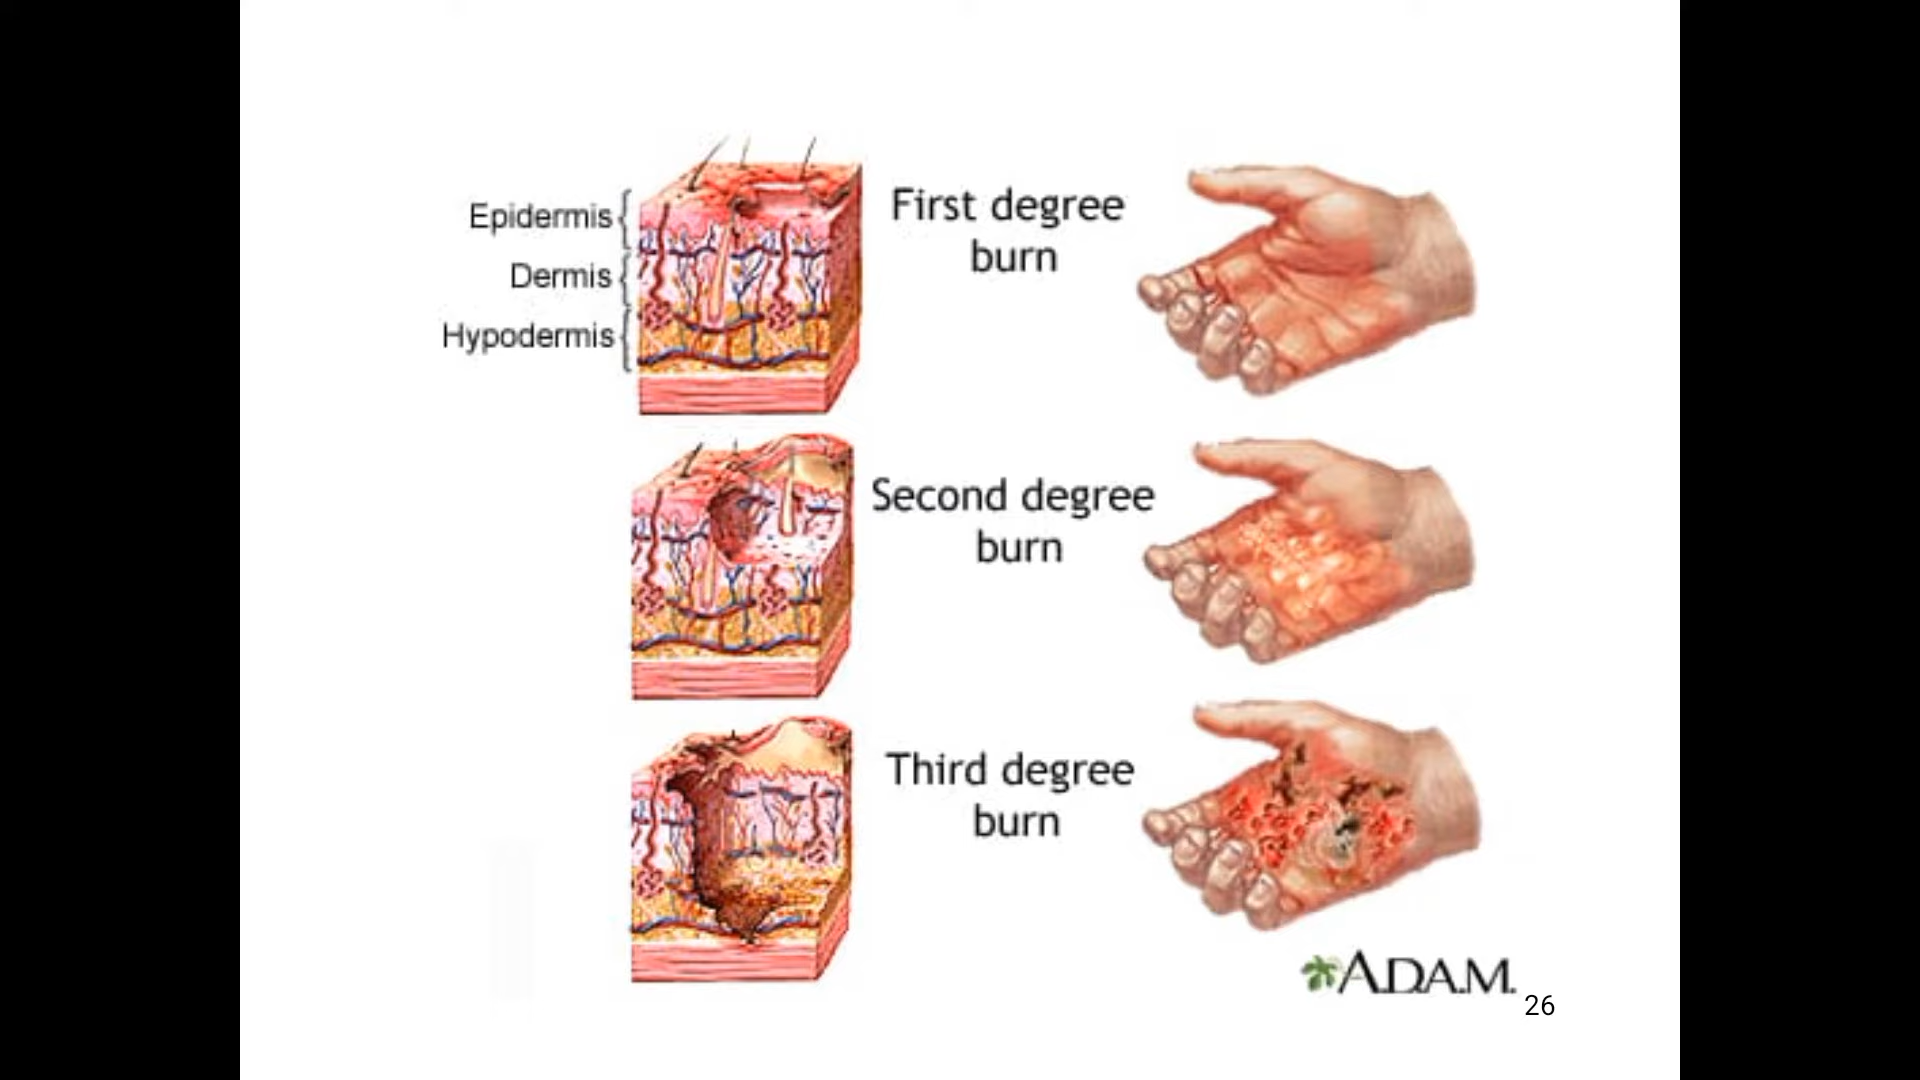 Epidermis
Dermis
Hypodermis
First degree
burn
Second degree
burn
Third degree
burn
A.D.A.M.
26